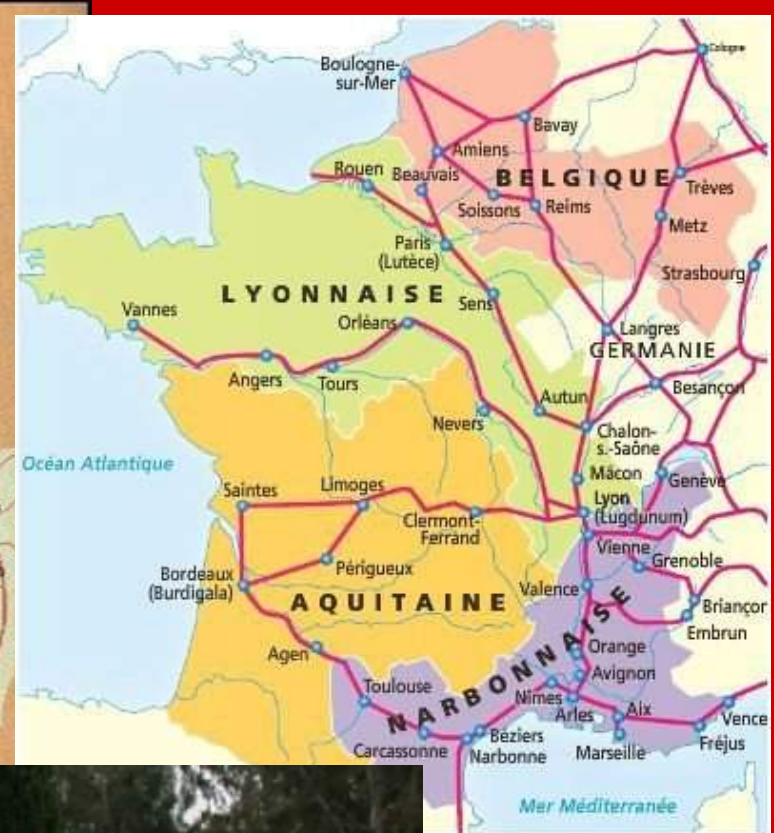 Cologne
Boulogne-
sur-Mer
Bavay
Amiens
Rouen
Beauvais
BELGIQUE
Trèves
Soissons
Reims
Metz
Paris
(Lutèce)
Strasbourg
LYONNAISE
Sens
Vannes
Orléans
Langres
GERMANIE
Angers
Tours
Autun
Besançon
Nevers
Chalon-
s.-Saône
Océan Atlantique
Mâcon
Genève
Saintes
Limoges
Lyon
(Lugdunum)
Clermont-
Ferrand
Vienne
Grenoble
Bordeaux
(Burdigala)
Périgueux
Valence
AQUITAINE
Briançon
Embrun
Agen
Orange
Toulouse
NARBONNAISE
Avignon
Nîmes
Arles
Aix
Vence
Carcassonne
Béziers
Narbonne
Marseille
Fréjus
Mer Méditerranée